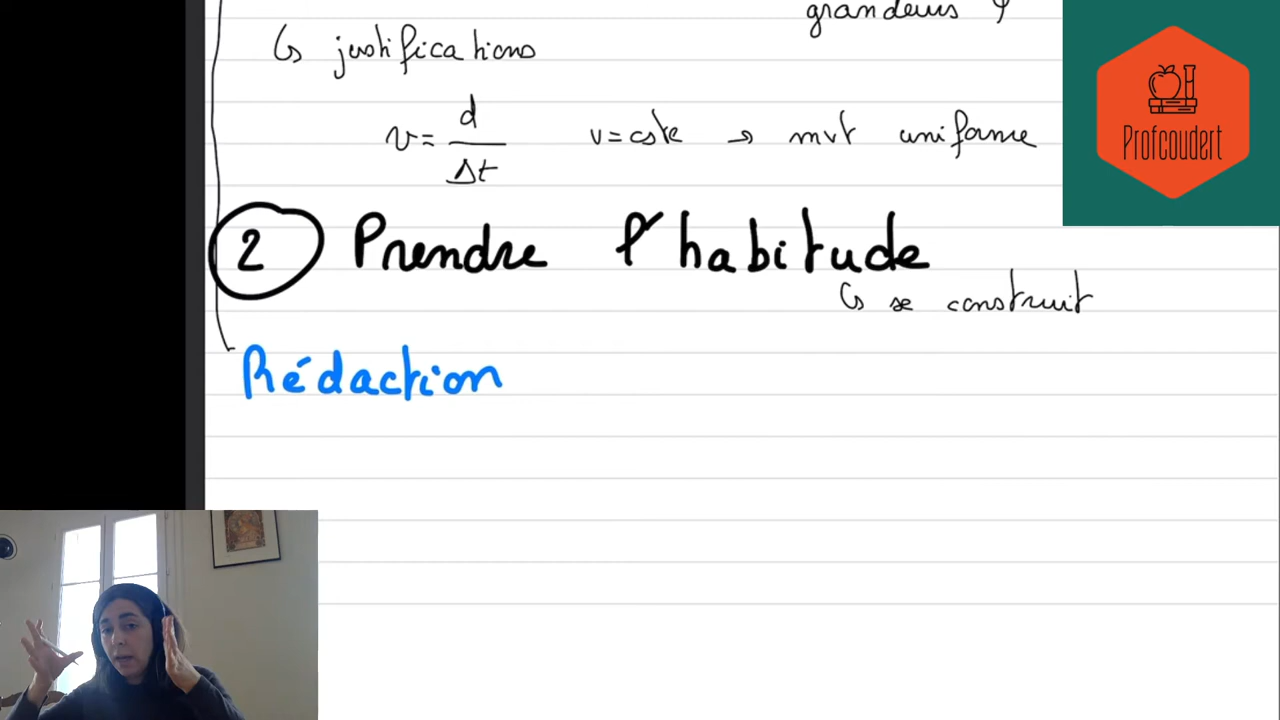 grandeurs φ
↳ justifications
Profcoudert
v = d / Δt v = cste → mvt uniforme
2 Prendre l'habitude
↳ se construit
Rédaction